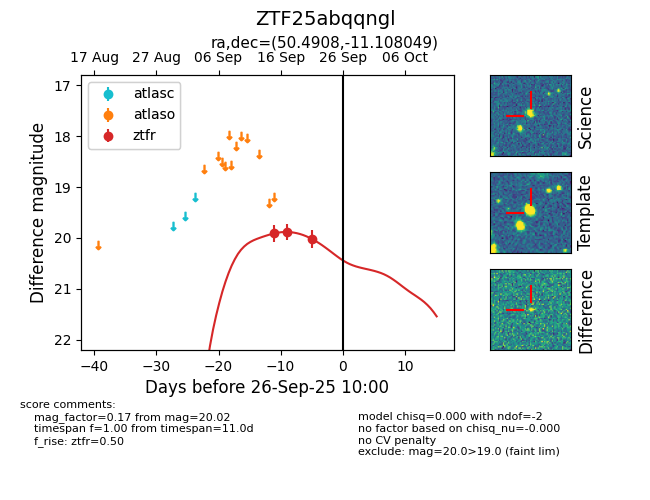 ZTF25abqqngl
ra,dec=(50.4908,-11.108049)
17 Aug 27 Aug 06 Sep 16 Sep 26 Sep 06 Oct
17
18
19
20
21
22
Difference magnitude
atlasc
atlaso
ztfr
−40 −30 −20 −10 0 10
Days before 26-Sep-25 10:00
Science
Template
Difference
score comments:
mag_factor=0.17 from mag=20.02
timespan f=1.00 from timespan=11.0d
f_rise: ztfr=0.50
model chisq=0.000 with ndof=-2
no factor based on chisq_nu=-0.000
no CV penalty
exclude: mag=20.0>19.0 (faint lim)